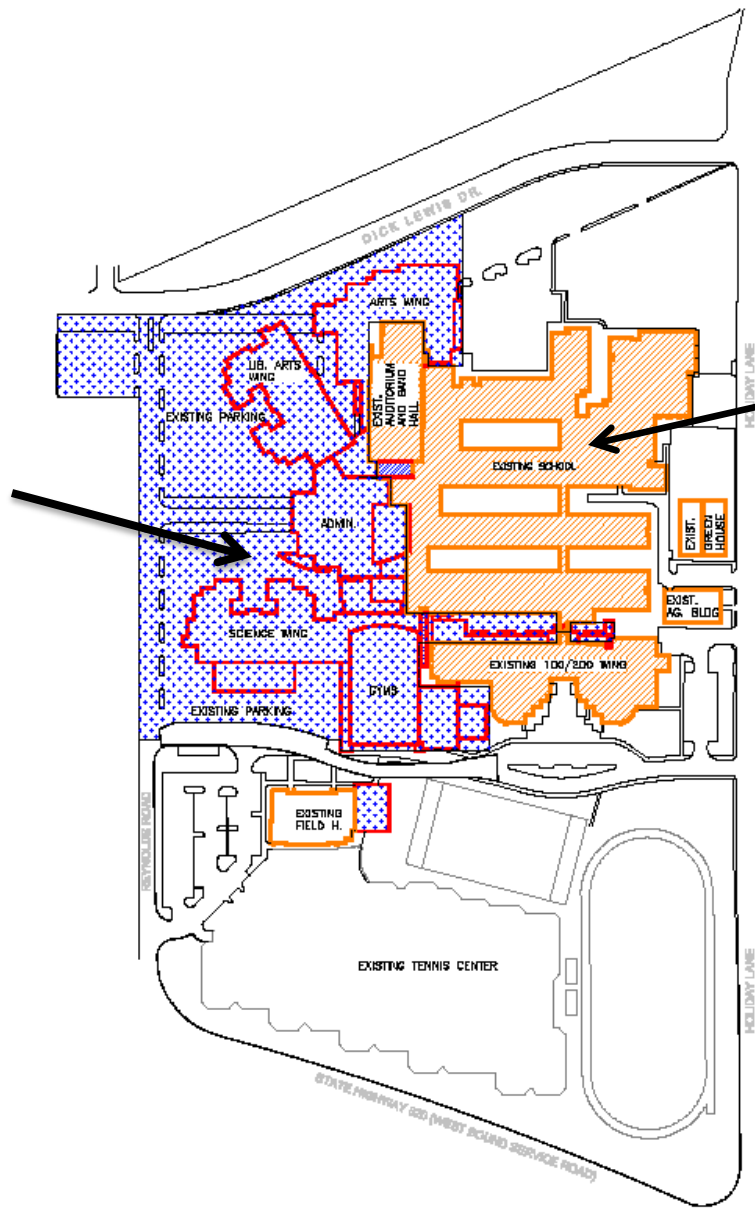 DICK LEWIS DR.
ARTS WING
LIB. ARTS
WING
EXIST.
AUDITORIUM
AND BAND
HALL
EXISTING PARKING
HOLIDAY LANE
EXISTING SCHOOL
ADMIN.
EXIST.
GREEN
HOUSE
EXIST.
AG. BLDG
SCIENCE WING
EXISTING 100/200 WING
GYMS
EXISTING PARKING
EXISTING
FIELD H.
REYNOLDS ROAD
EXISTING TENNIS CENTER
HOLIDAY LANE
STATE HIGHWAY 820 (WEST BOUND SERVICE ROAD)